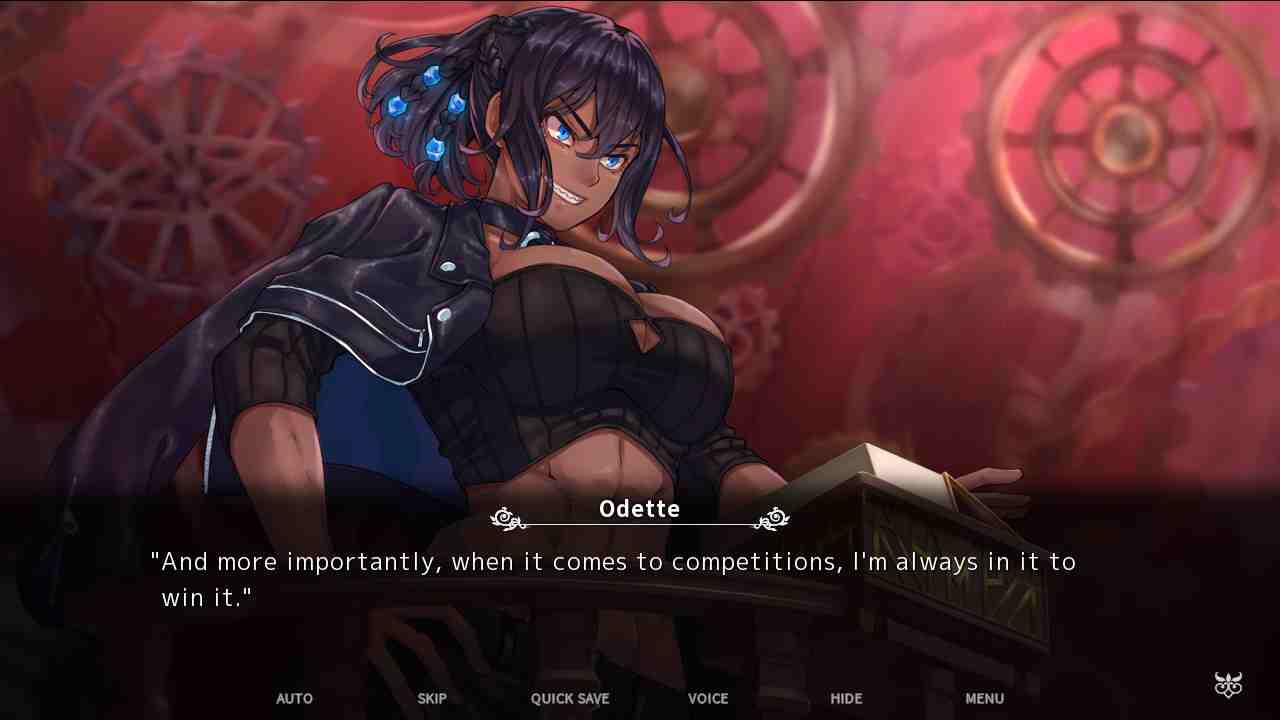 Odette
"And more importantly, when it comes to competitions, I'm always in it to
win it."
AUTO SKIP QUICK SAVE VOICE HIDE MENU